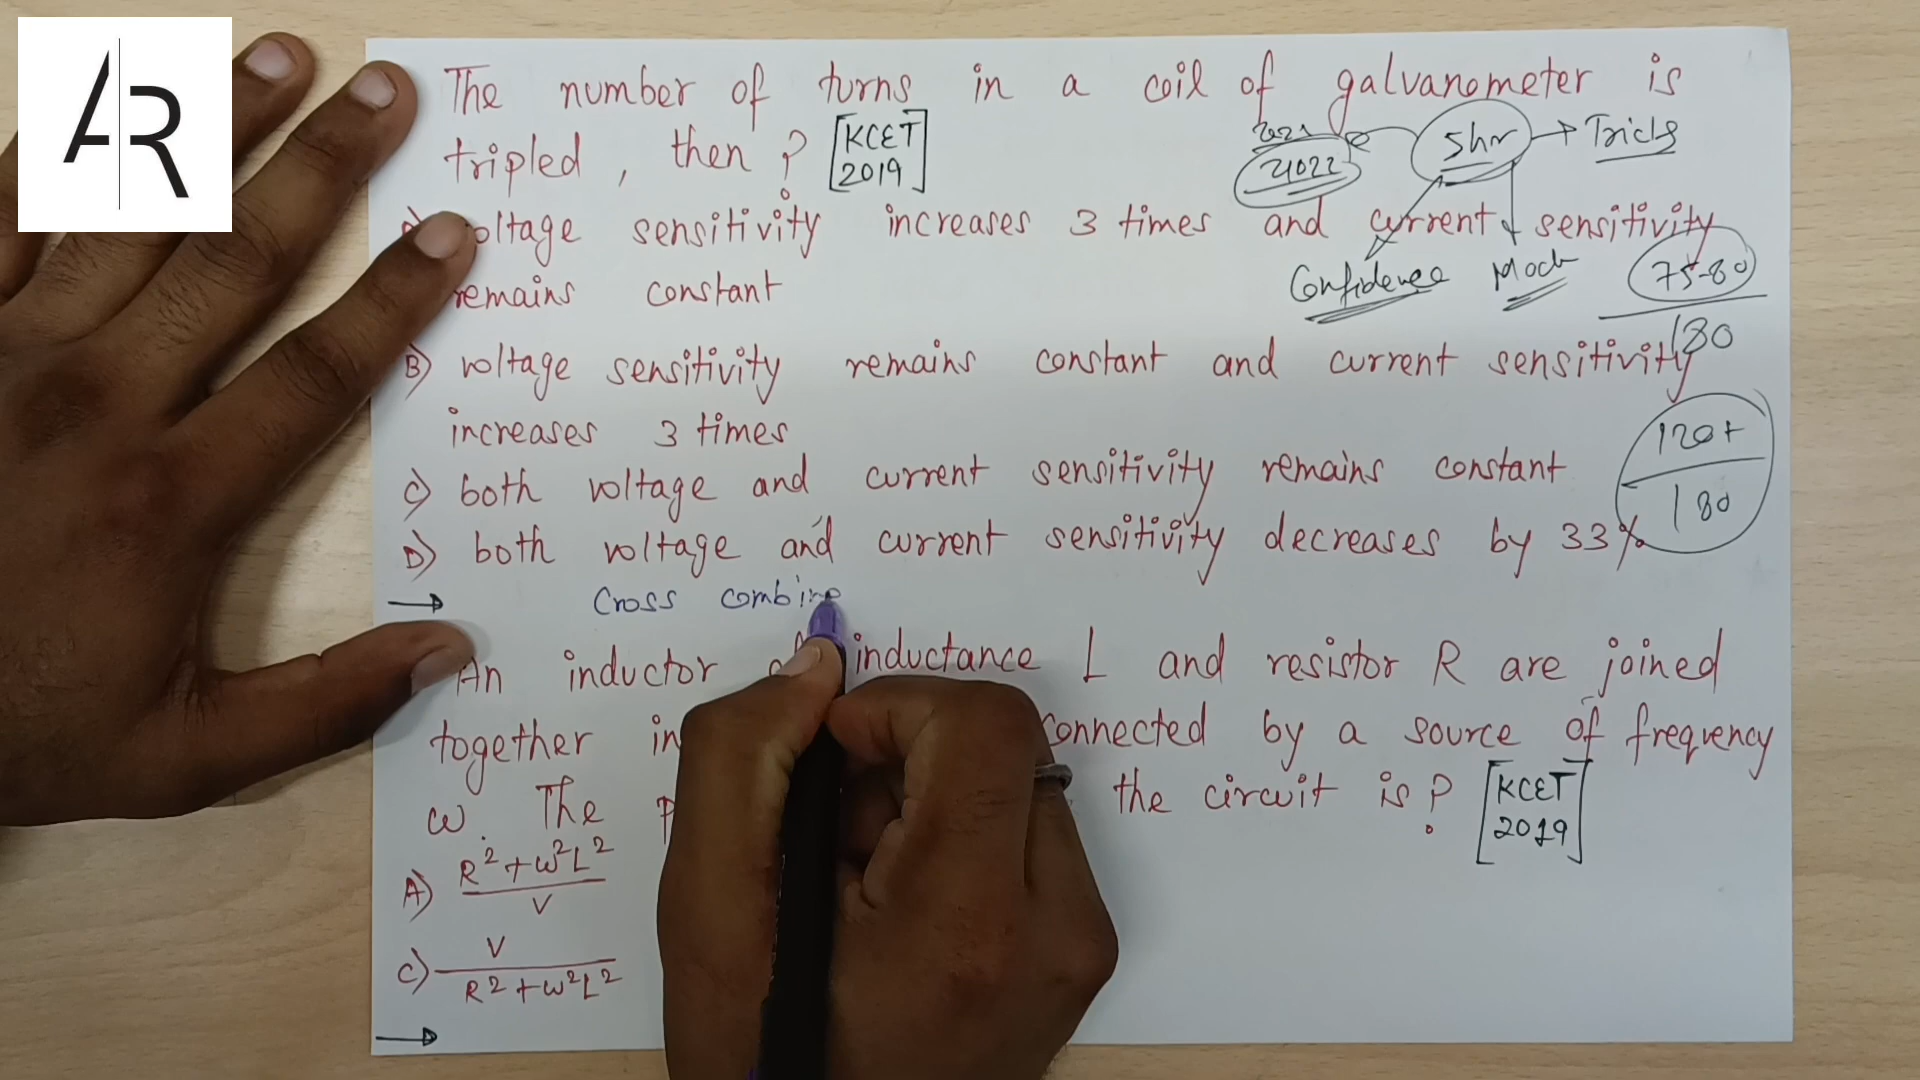 AR
The number of turns in a coil of galvanometer is
tripled, then ? [KCET 2019]
2021
5hr → Tricks
Confidence Mock
75-80
180
120+
180
voltage sensitivity increases 3 times and current sensitivity
remains constant
B) voltage sensitivity remains constant and current sensitivity
increases 3 times
C) both voltage and current sensitivity remains constant
D) both voltage and current sensitivity decreases by 33%
→ Cross combine
An inductor inductance L and resistor R are joined
together in connected by a source of frequency
ω. The the circuit is? [KCET 2019]
A) R²+ω²L² / V
C) V / R²+ω²L²
→